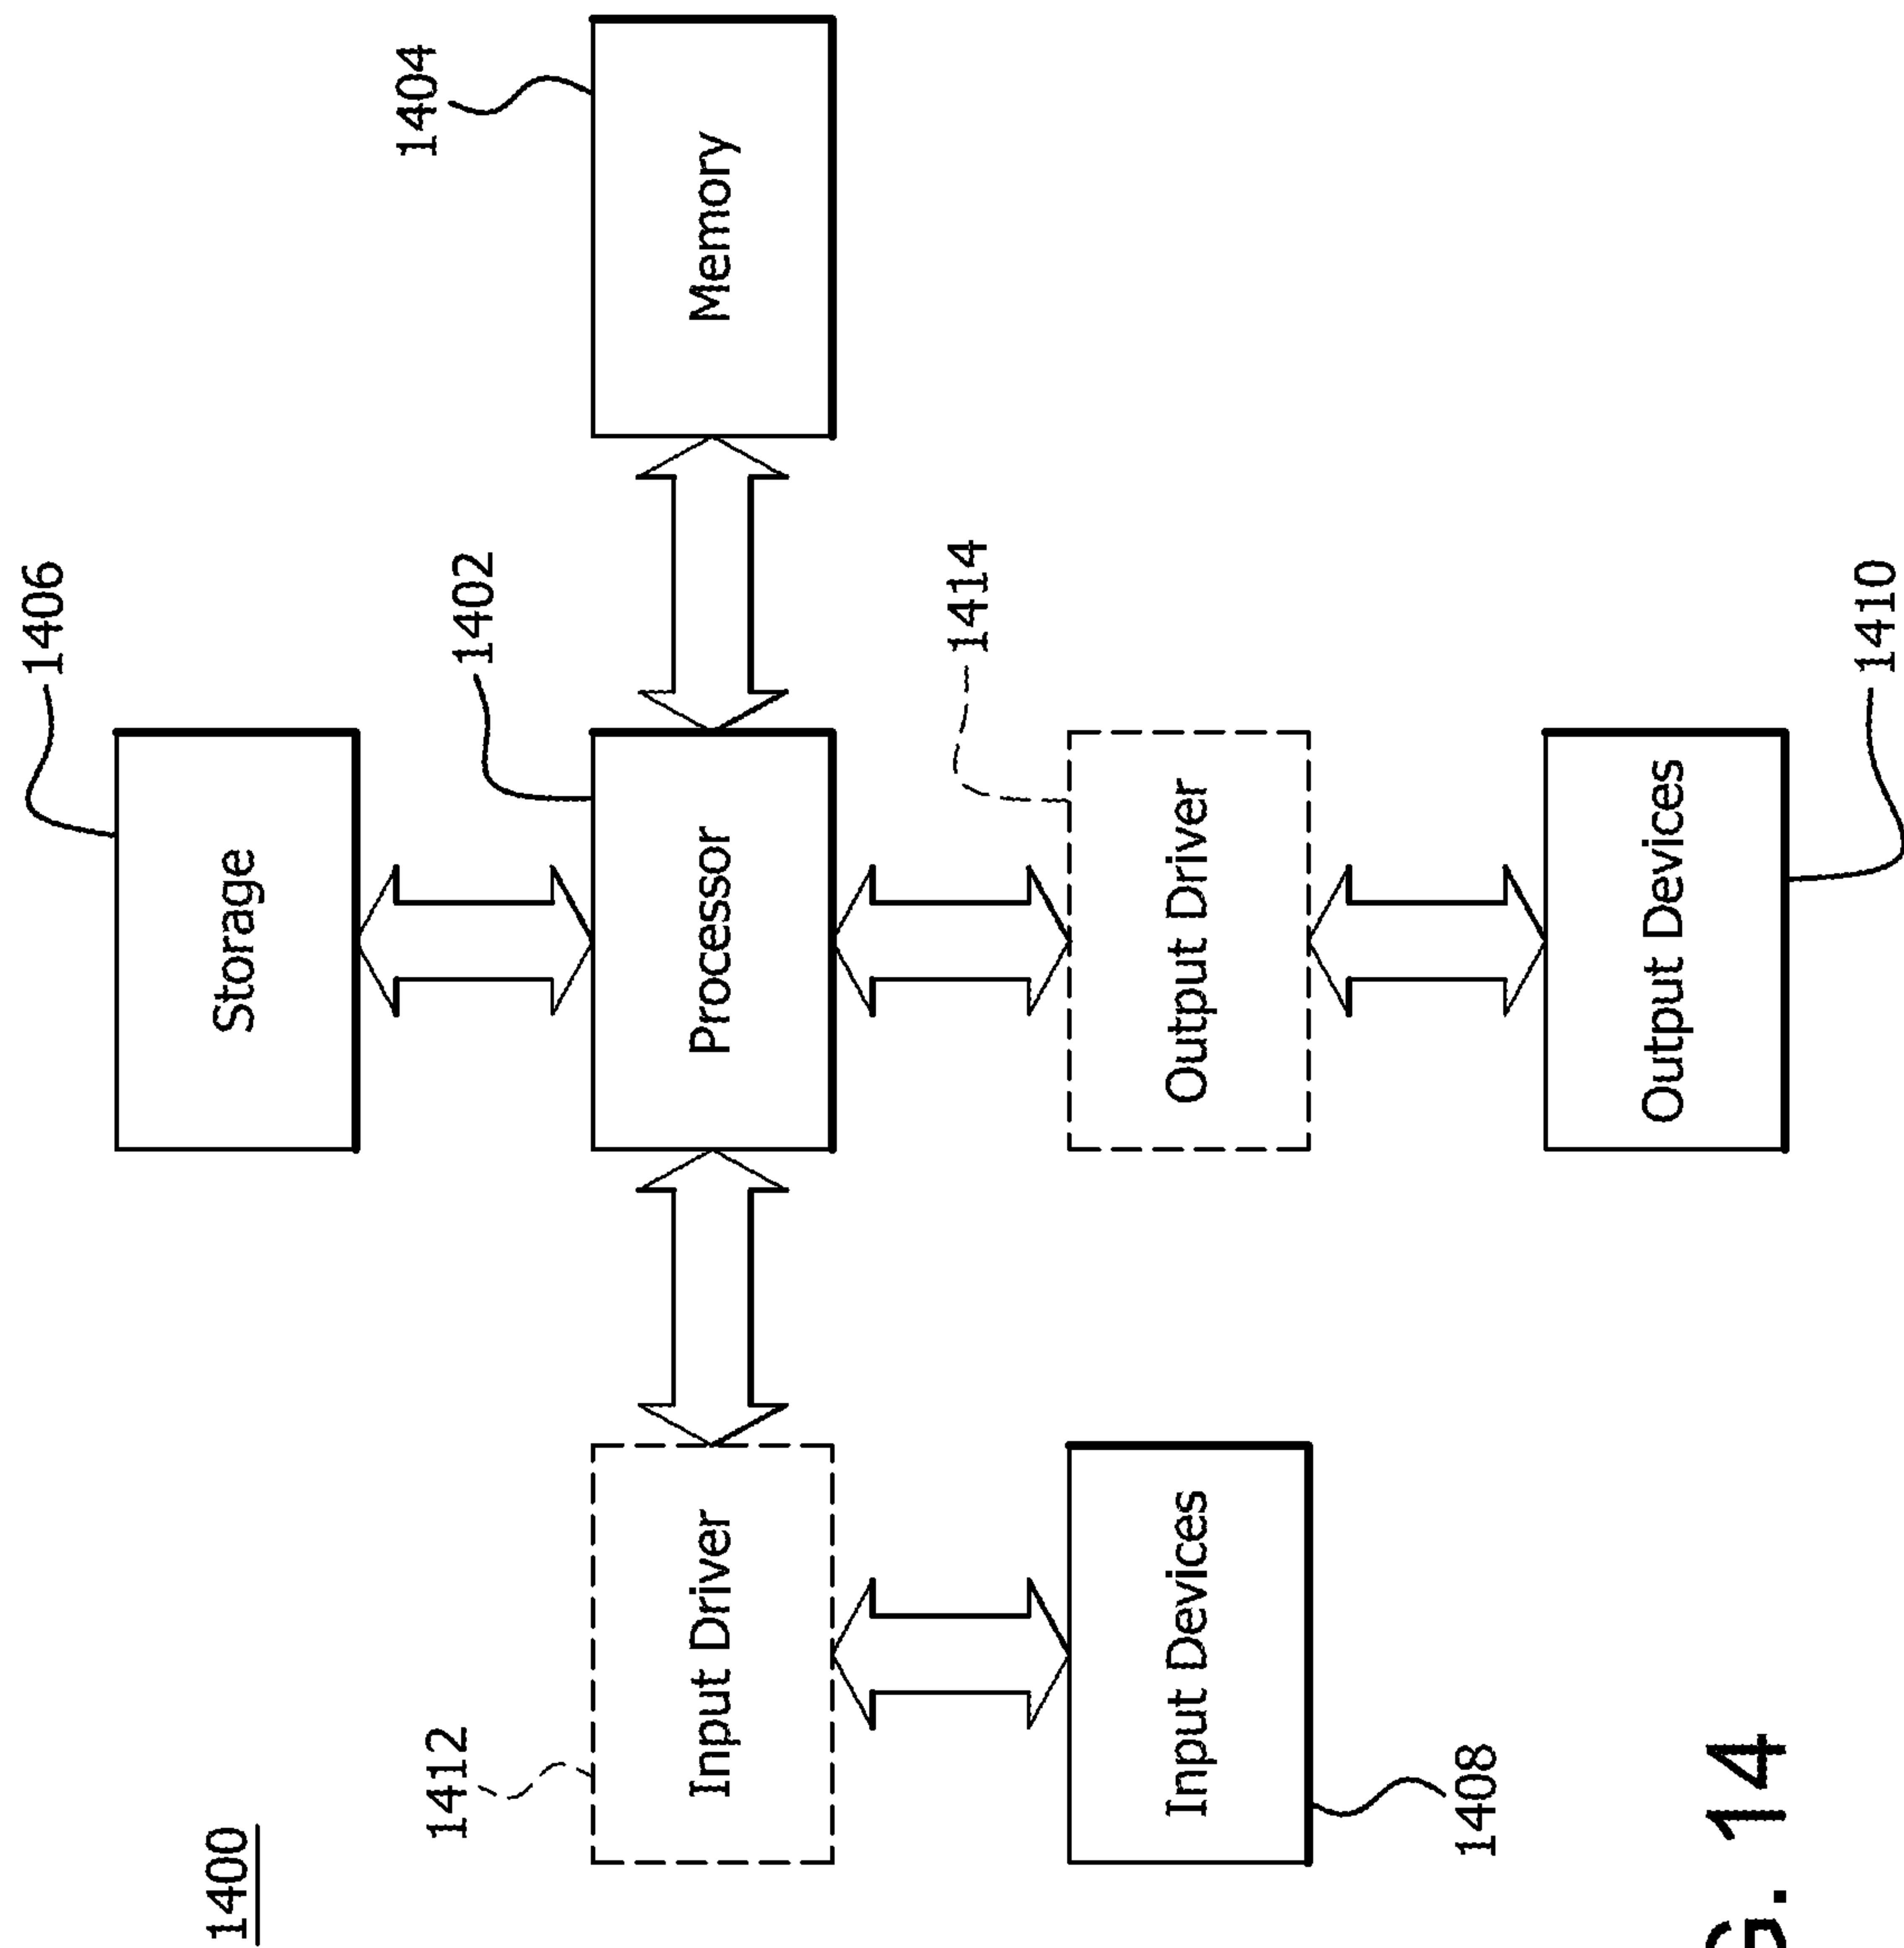 1406
1400
Storage
1404
1412
1402
Input Driver
Processor
Memory
1414
Input Devices
Output Driver
1408
Output Devices
G. 14
1410